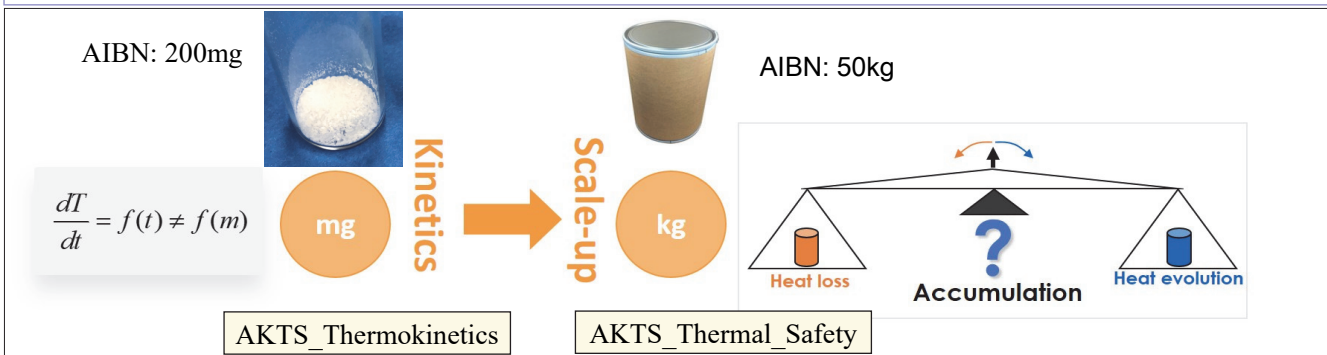 AIBN: 200mg
AIBN: 50kg
dT/dt = f(t) ≠ f(m)
mg
Kinetics
Scale-up
kg
?
Heat loss
Accumulation
Heat evolution
AKTS_Thermokinetics
AKTS_Thermal_Safety